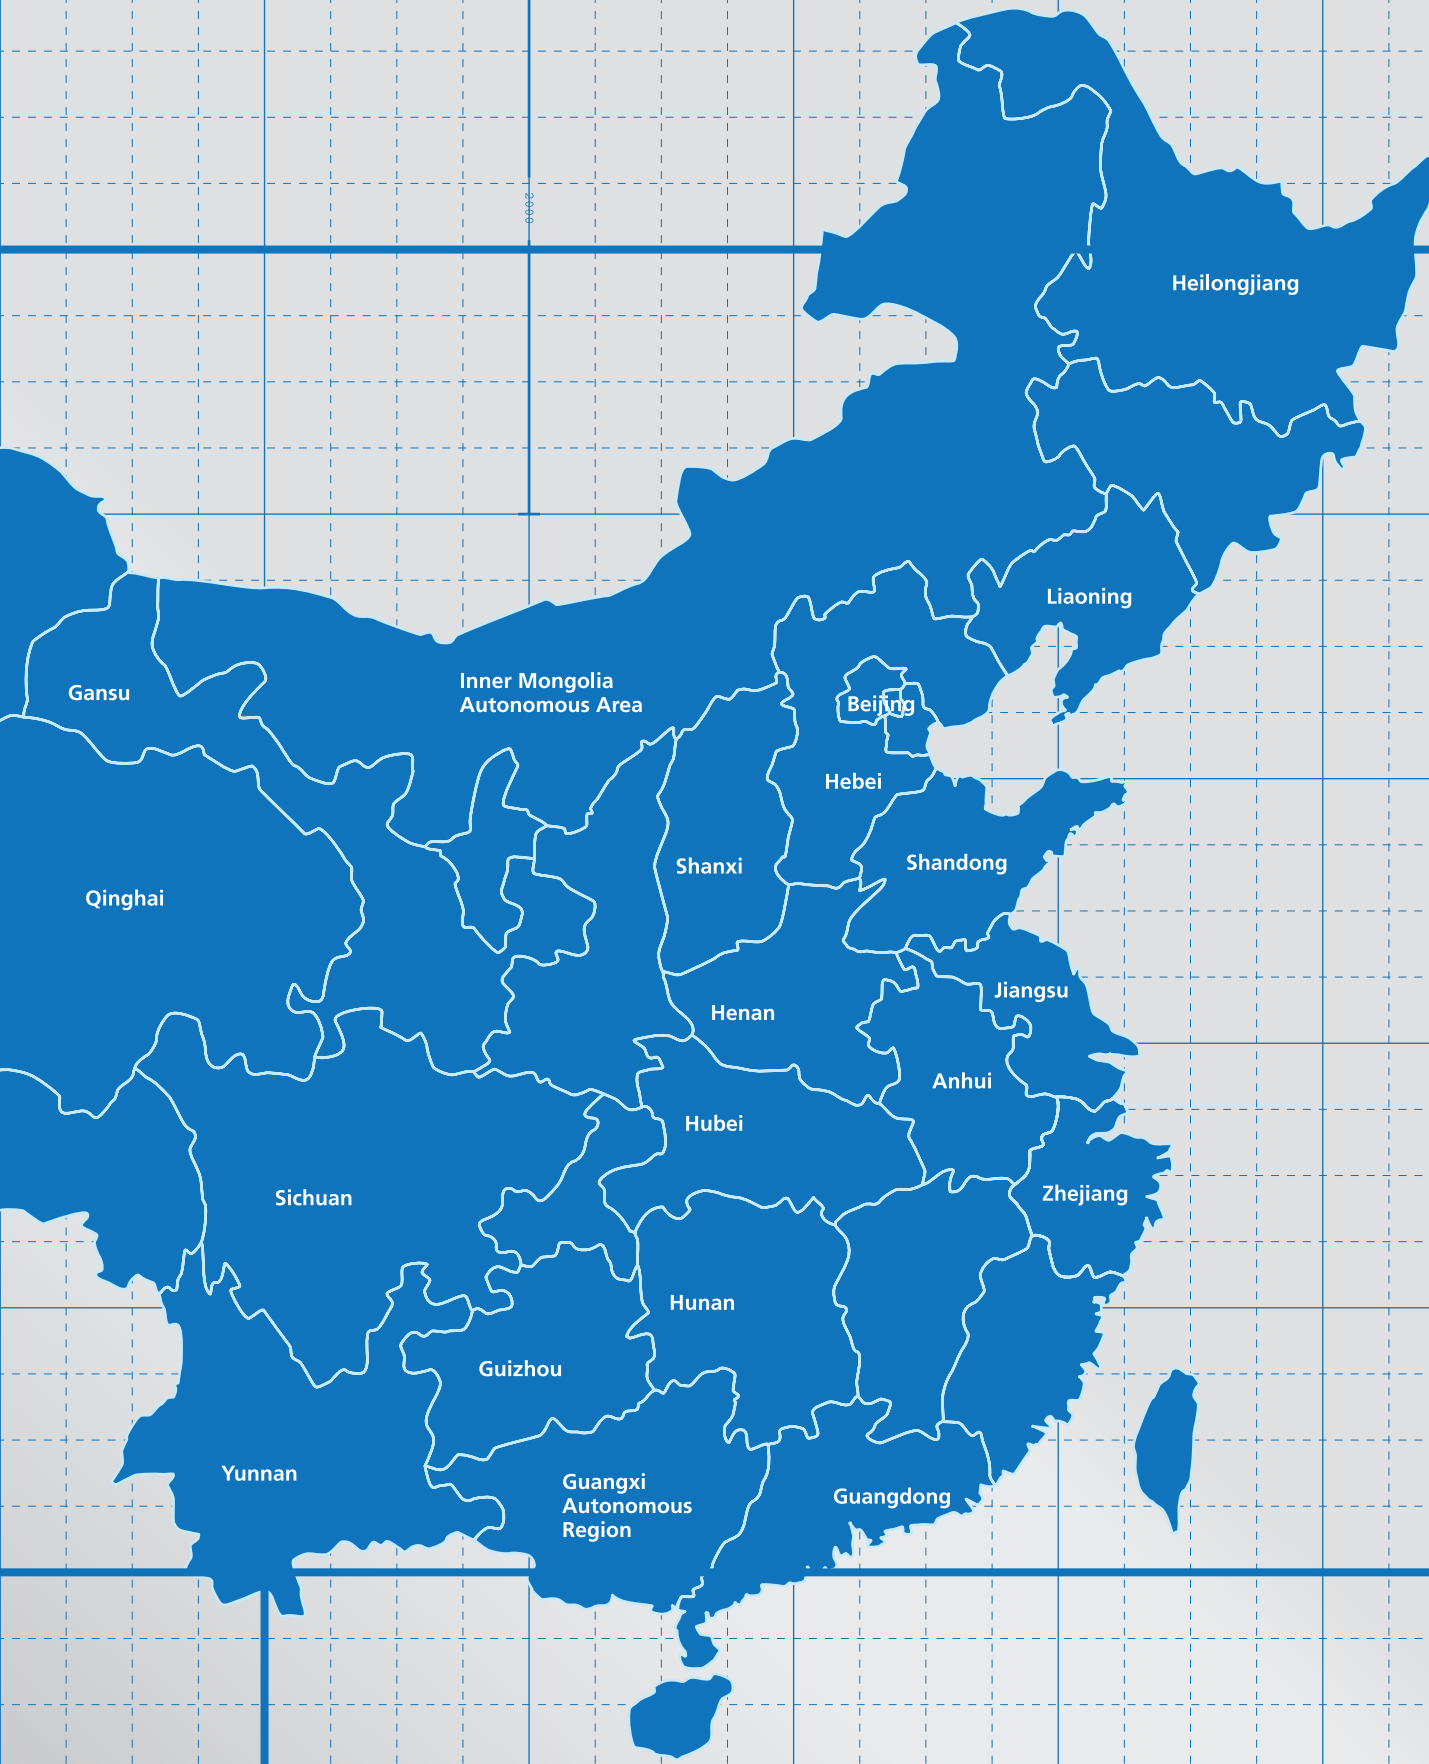 2000
Heilongjiang
Liaoning
Inner Mongolia
Autonomous Area
Gansu
Beijing
Hebei
Shanxi
Shandong
Qinghai
Jiangsu
Henan
Anhui
Hubei
Zhejiang
Sichuan
Hunan
Guizhou
Yunnan
Guangxi
Autonomous
Region
Guangdong